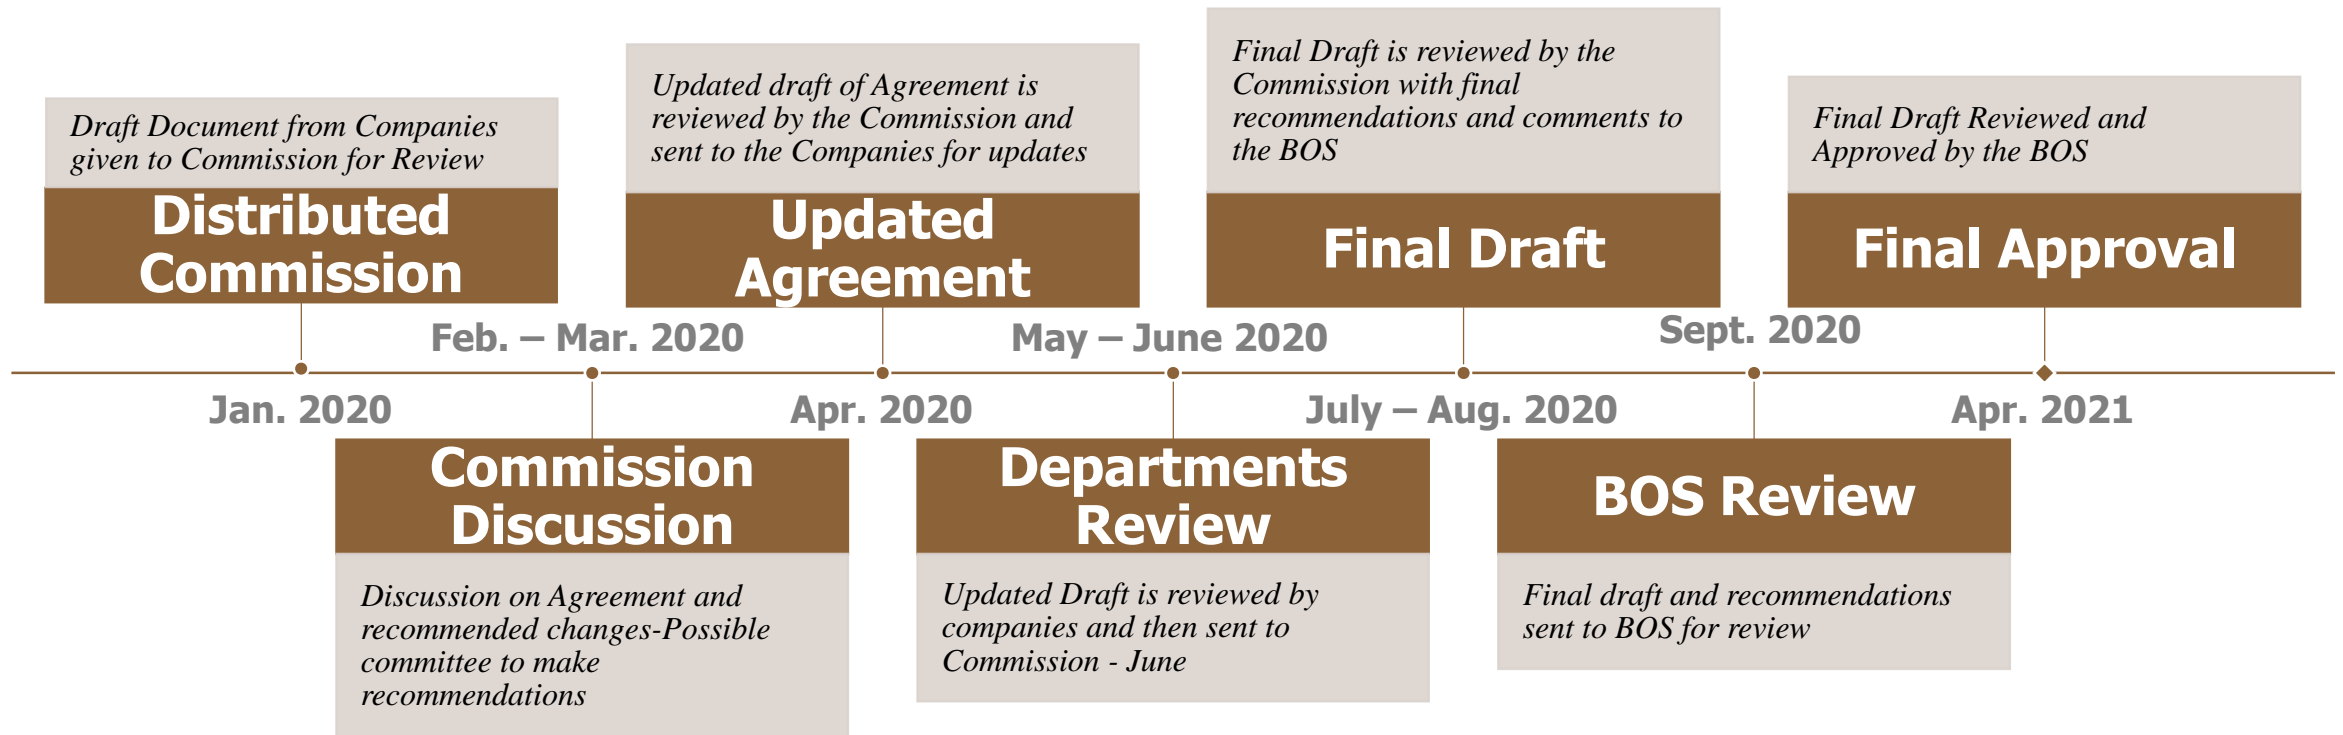 Draft Document from Companies
given to Commission for Review
Distributed
Commission
Jan. 2020
Feb. – Mar. 2020
Commission
Discussion
Discussion on Agreement and
recommended changes-Possible
committee to make
recommendations
Updated draft of Agreement is
reviewed by the Commission and
sent to the Companies for updates
Updated
Agreement
Apr. 2020
May – June 2020
Departments
Review
Updated Draft is reviewed by
companies and then sent to
Commission - June
Final Draft is reviewed by the
Commission with final
recommendations and comments to
the BOS
Final Draft
July – Aug. 2020
Sept. 2020
BOS Review
Final draft and recommendations
sent to BOS for review
Final Draft Reviewed and
Approved by the BOS
Final Approval
Apr. 2021